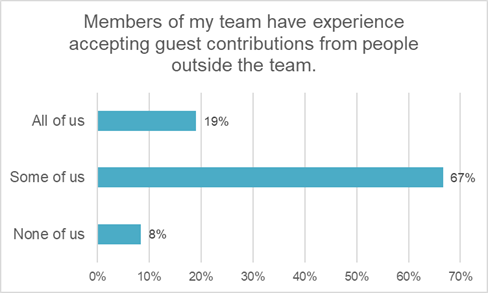 Members of my team have experience
accepting guest contributions from people
outside the team.
All of us
19%
Some of us
67%
None of us
8%
0% 10% 20% 30% 40% 50% 60% 70%